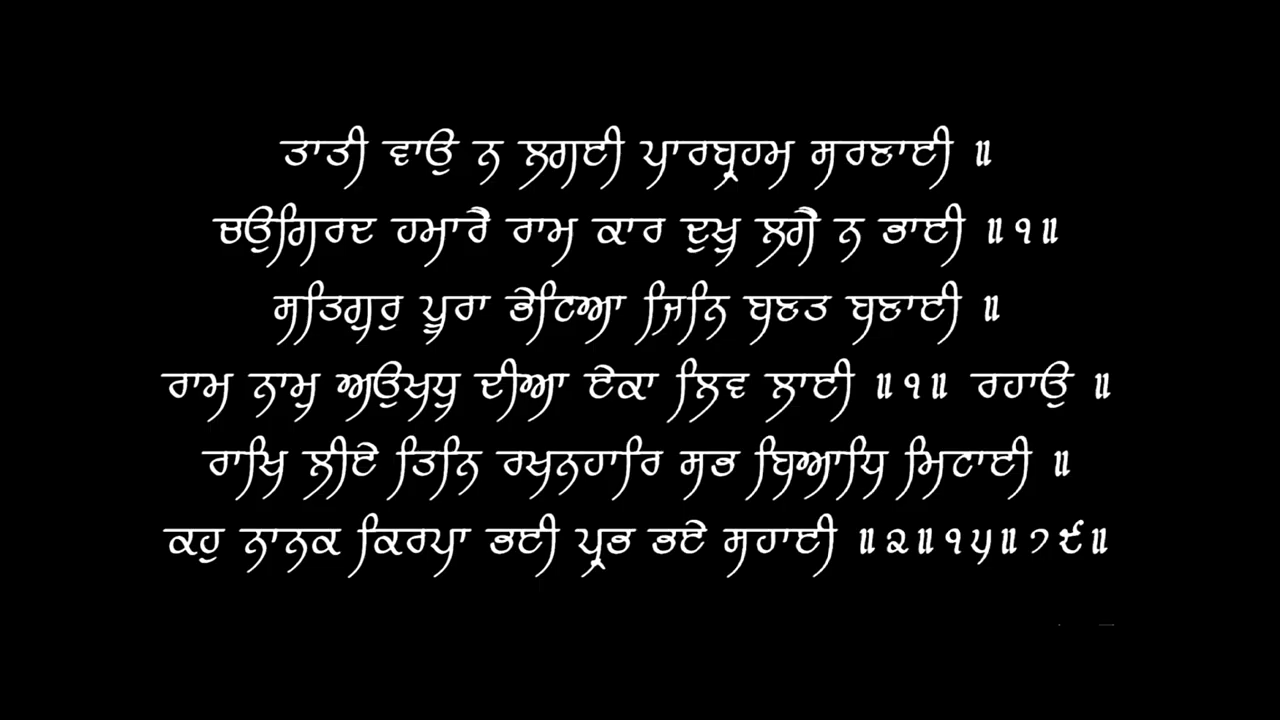 ਤਾਤੀ ਵਾਉ ਨ ਲਗਈ ਪਾਰਬ੍ਰਹਮ ਸਰਣਾਈ ॥
ਚਉਗਿਰਦ ਹਮਾਰੈ ਰਾਮ ਕਾਰ ਦੁਖੁ ਲਗੈ ਨ ਭਾਈ ॥੧॥
ਸਤਿਗੁਰੁ ਪੂਰਾ ਭੇਟਿਆ ਜਿਨਿ ਬਣਤ ਬਣਾਈ ॥
ਰਾਮ ਨਾਮੁ ਅਉਖਧੁ ਦੀਆ ਏਕਾ ਲਿਵ ਲਾਈ ॥੧॥ ਰਹਾਉ ॥
ਰਾਖਿ ਲੀਏ ਤਿਨਿ ਰਖਨਹਾਰਿ ਸਭ ਬਿਆਧਿ ਮਿਟਾਈ ॥
ਕਹੁ ਨਾਨਕ ਕਿਰਪਾ ਭਈ ਪ੍ਰਭ ਭਏ ਸਹਾਈ ॥੨॥੧੫॥੭੯॥